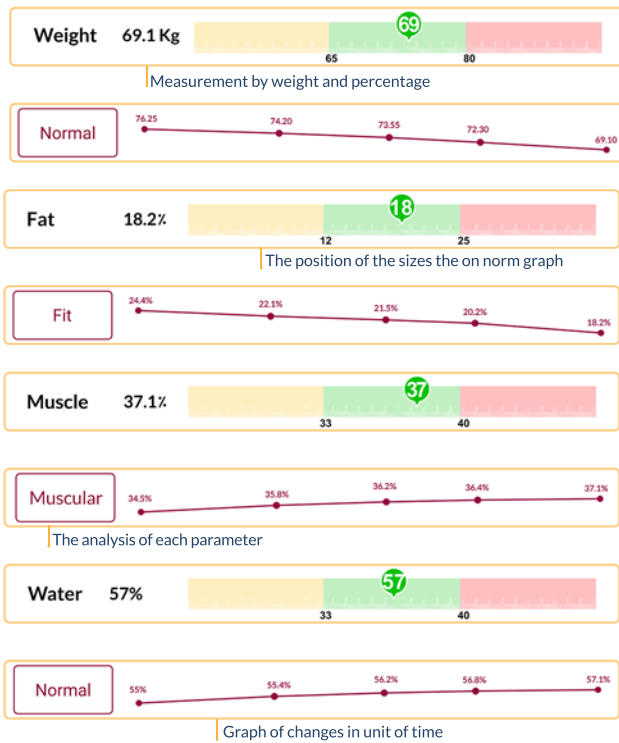 Weight 69.1 Kg 69
65 80
Measurement by weight and percentage
Normal 76.25 74.20 73.55 72.30 69.10
Fat 18.2% 18
12 25
The position of the sizes the on norm graph
Fit 24.4% 22.1% 21.5% 20.2% 18.2%
Muscle 37.1% 37
33 40
Muscular 34.5% 35.8% 36.2% 36.4% 37.1%
The analysis of each parameter
Water 57% 57
33 40
Normal 55% 55.4% 56.2% 56.8% 57.1%
Graph of changes in unit of time